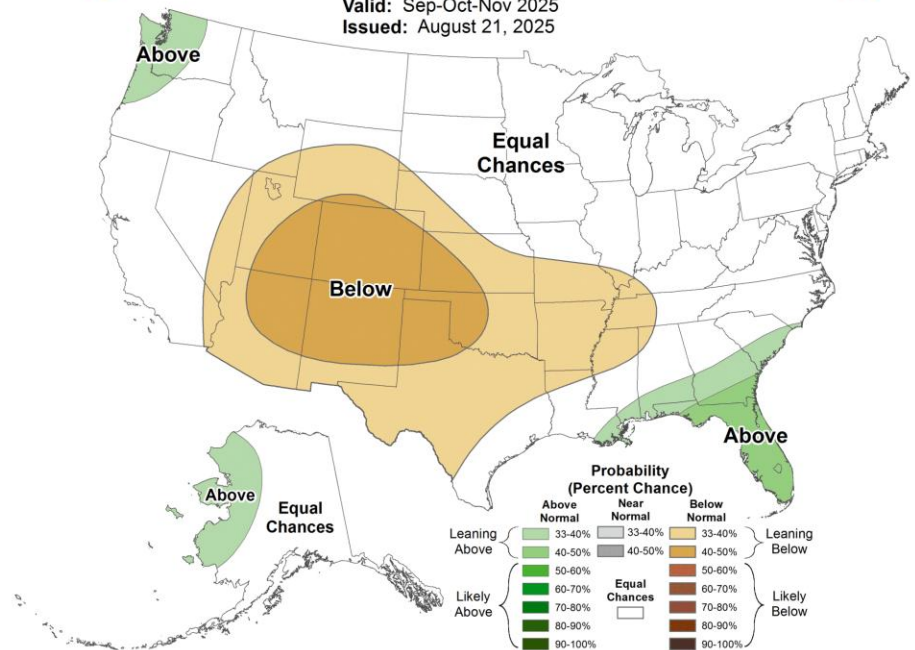 Valid: Sep-Oct-Nov 2025
Issued: August 21, 2025
Above
Equal
Chances
Below
Above
Above
Equal
Chances
Probability
(Percent Chance)
Above
Normal
Near
Normal
Below
Normal
Leaning
Above
33-40%
33-40%
33-40%
Leaning
Below
40-50%
40-50%
40-50%
Likely
Above
50-60%
60-70%
70-80%
80-90%
90-100%
Equal
Chances
50-60%
60-70%
70-80%
80-90%
90-100%
Likely
Below